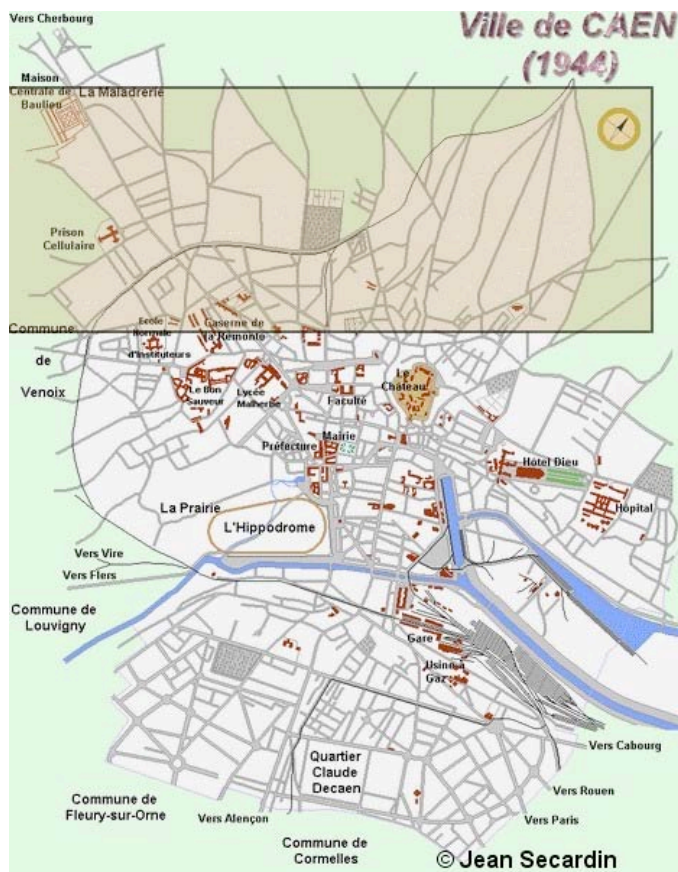 Vers Cherbourg
Ville de CAEN
(1944)
Maison
Centrale de
Baulieu
La Maladrerie
Prison
Cellulaire
Commune
de
Venoix
Ecole
Normale
d'Instituteurs
Caserne de
la Remonte
Le Bon
Sauveur
Lycée
Malherbe
Faculté
Le
Château
Préfecture
Mairie
Hôtel Dieu
Hôpital
La Prairie
L'Hippodrome
Vers Vire
Vers Flers
Commune de
Louvigny
Gare
Usine à
Gaz
Vers Cabourg
Quartier
Claude
Decaen
Vers Rouen
Commune de
Fleury-sur-Orne
Vers Alençon
Vers Paris
Commune de
Cormelles
© Jean Secardin